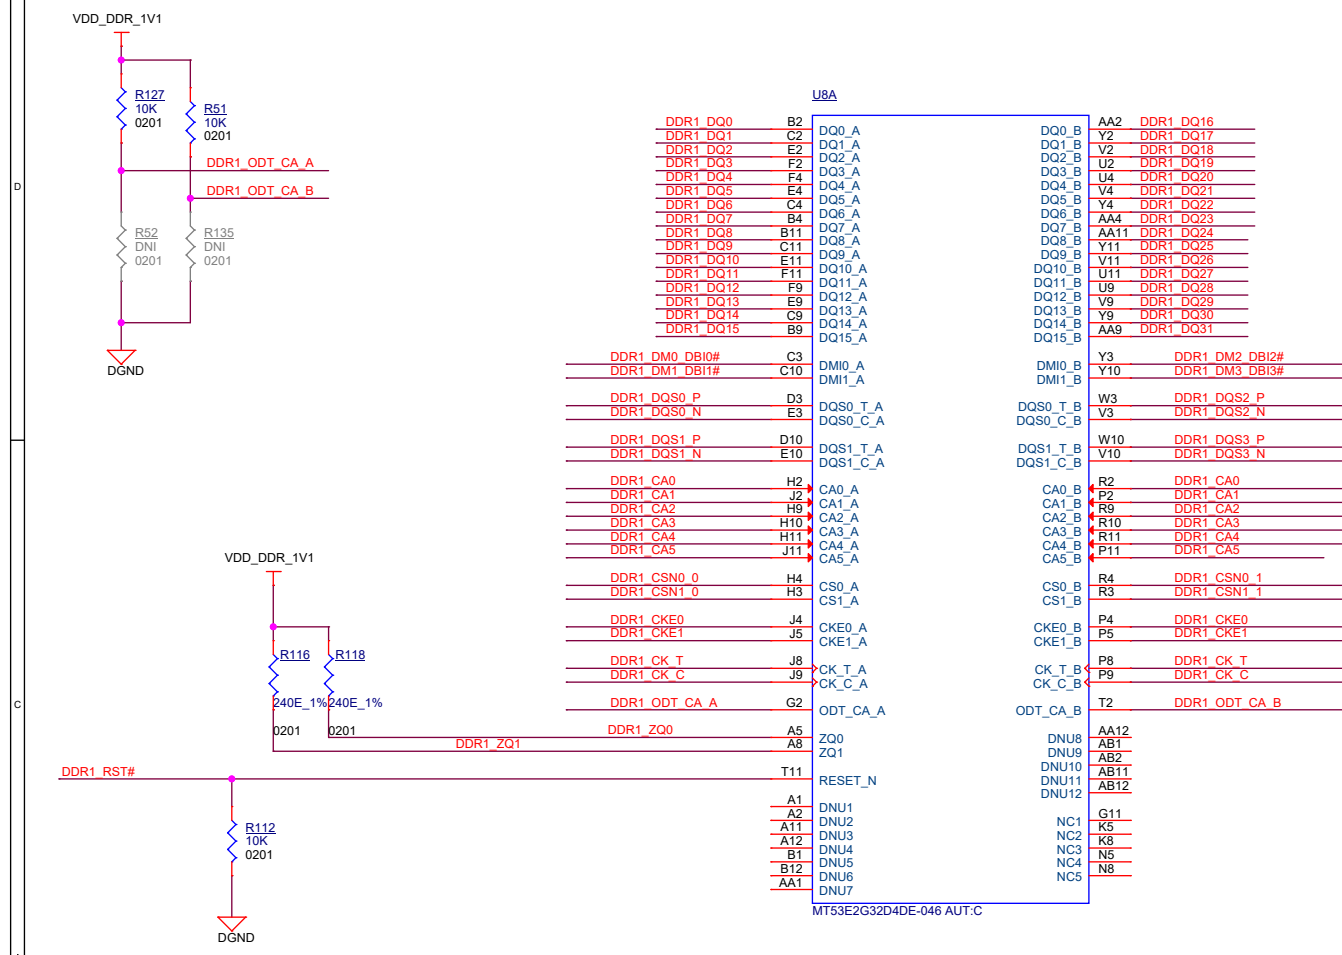 VDD_DDR_1V1
R127
10K
0201
R51
10K
0201
DDR1_ODT_CA_A
DDR1_ODT_CA_B
R52
DNI
0201
R135
DNI
0201
DGND
D
U8A
DDR1_DQ0 B2 DQ0_A DQ0_B AA2 DDR1_DQ16
DDR1_DQ1 C2 DQ1_A DQ1_B Y2 DDR1_DQ17
DDR1_DQ2 E2 DQ2_A DQ2_B V2 DDR1_DQ18
DDR1_DQ3 F2 DQ3_A DQ3_B U2 DDR1_DQ19
DDR1_DQ4 F4 DQ4_A DQ4_B U4 DDR1_DQ20
DDR1_DQ5 E4 DQ5_A DQ5_B V4 DDR1_DQ21
DDR1_DQ6 C4 DQ6_A DQ6_B Y4 DDR1_DQ22
DDR1_DQ7 B4 DQ7_A DQ7_B AA4 DDR1_DQ23
DDR1_DQ8 B11 DQ8_A DQ8_B AA11 DDR1_DQ24
DDR1_DQ9 C11 DQ9_A DQ9_B Y11 DDR1_DQ25
DDR1_DQ10 E11 DQ10_A DQ10_B V11 DDR1_DQ26
DDR1_DQ11 F11 DQ11_A DQ11_B U11 DDR1_DQ27
DDR1_DQ12 F9 DQ12_A DQ12_B U9 DDR1_DQ28
DDR1_DQ13 E9 DQ13_A DQ13_B V9 DDR1_DQ29
DDR1_DQ14 C9 DQ14_A DQ14_B Y9 DDR1_DQ30
DDR1_DQ15 B9 DQ15_A DQ15_B AA9 DDR1_DQ31
DDR1_DM0_DBI0# C3 DMI0_A DMI0_B Y3 DDR1_DM2_DBI2#
DDR1_DM1_DBI1# C10 DMI1_A DMI1_B Y10 DDR1_DM3_DBI3#
DDR1_DQS0_P D3 DQS0_T_A DQS0_T_B W3 DDR1_DQS2_P
DDR1_DQS0_N E3 DQS0_C_A DQS0_C_B V3 DDR1_DQS2_N
DDR1_DQS1_P D10 DQS1_T_A DQS1_T_B W10 DDR1_DQS3_P
DDR1_DQS1_N E10 DQS1_C_A DQS1_C_B V10 DDR1_DQS3_N
DDR1_CA0 H2 CA0_A CA0_B R2 DDR1_CA0
DDR1_CA1 J2 CA1_A CA1_B P2 DDR1_CA1
DDR1_CA2 H9 CA2_A CA2_B R9 DDR1_CA2
DDR1_CA3 H10 CA3_A CA3_B R10 DDR1_CA3
DDR1_CA4 H11 CA4_A CA4_B R11 DDR1_CA4
DDR1_CA5 J11 CA5_A CA5_B P11 DDR1_CA5
DDR1_CSN0_0 H4 CS0_A CS0_B R4 DDR1_CSN0_1
DDR1_CSN1_0 H3 CS1_A CS1_B R3 DDR1_CSN1_1
DDR1_CKE0 J4 CKE0_A CKE0_B P4 DDR1_CKE0
DDR1_CKE1 J5 CKE1_A CKE1_B P5 DDR1_CKE1
DDR1_CK_T J8 CK_T_A CK_T_B P8 DDR1_CK_T
DDR1_CK_C J9 CK_C_A CK_C_B P9 DDR1_CK_C
DDR1_ODT_CA_A G2 ODT_CA_A ODT_CA_B T2 DDR1_ODT_CA_B
VDD_DDR_1V1
R116
R118
240E_1% 240E_1%
0201 0201
C
DDR1_ZQ0 A5 ZQ0 DNU8 AA12
DDR1_ZQ1 A8 ZQ1 DNU9 AB1
DNU10 AB2
DDR1_RST# T11 RESET_N DNU11 AB11
DNU12 AB12
A1 DNU1
A2 DNU2 NC1 G11
A11 DNU3 NC2 K5
A12 DNU4 NC3 K8
B1 DNU5 NC4 N5
B12 DNU6 NC5 N8
AA1 DNU7
R112
10K
0201
DGND
MT53E2G32D4DE-046 AUT:C